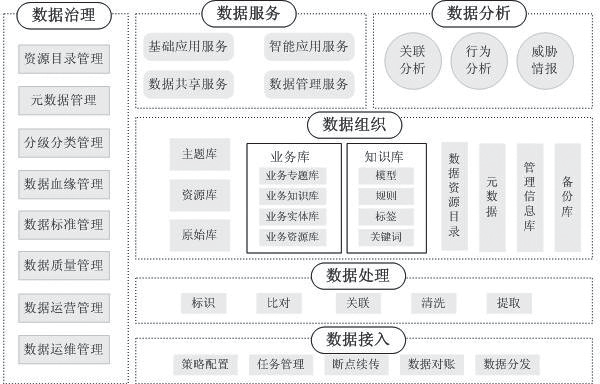 数据治理
资源目录管理
元数据管理
分级分类管理
数据血缘管理
数据标准管理
数据质量管理
数据运营管理
数据运维管理
数据服务
基础应用服务
智能应用服务
数据共享服务
数据管理服务
数据分析
关联
分析
行为
分析
威胁
情报
数据组织
主题库
资源库
原始库
业务库
业务专题库
业务知识库
业务实体库
业务资源库
知识库
模型
规则
标签
关键词
数据资源目录
元数据
管理信息库
备份库
数据处理
标识
比对
关联
清洗
提取
数据接入
策略配置
任务管理
断点续传
数据对账
数据分发